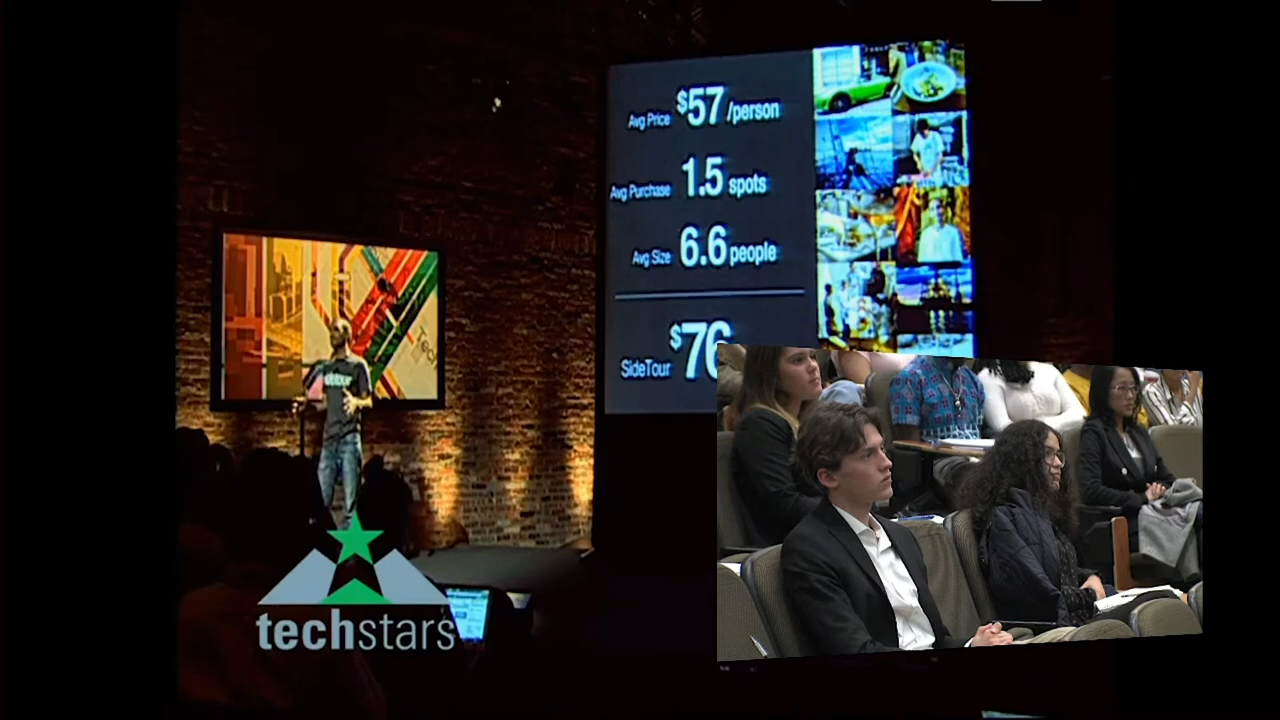 Avg Price $57 /person
Avg Purchase 1.5 spots
Avg Size 6.6 people
SideTour $76
techstars